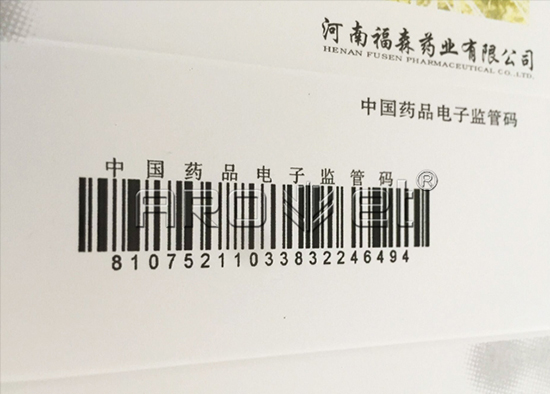 河南福森药业有限公司
HENAN FUSEN PHARMACEUTICAL CO.,LTD.
中国药品电子监管码
中国药品电子监管码
AROJET®
81075211033832246494